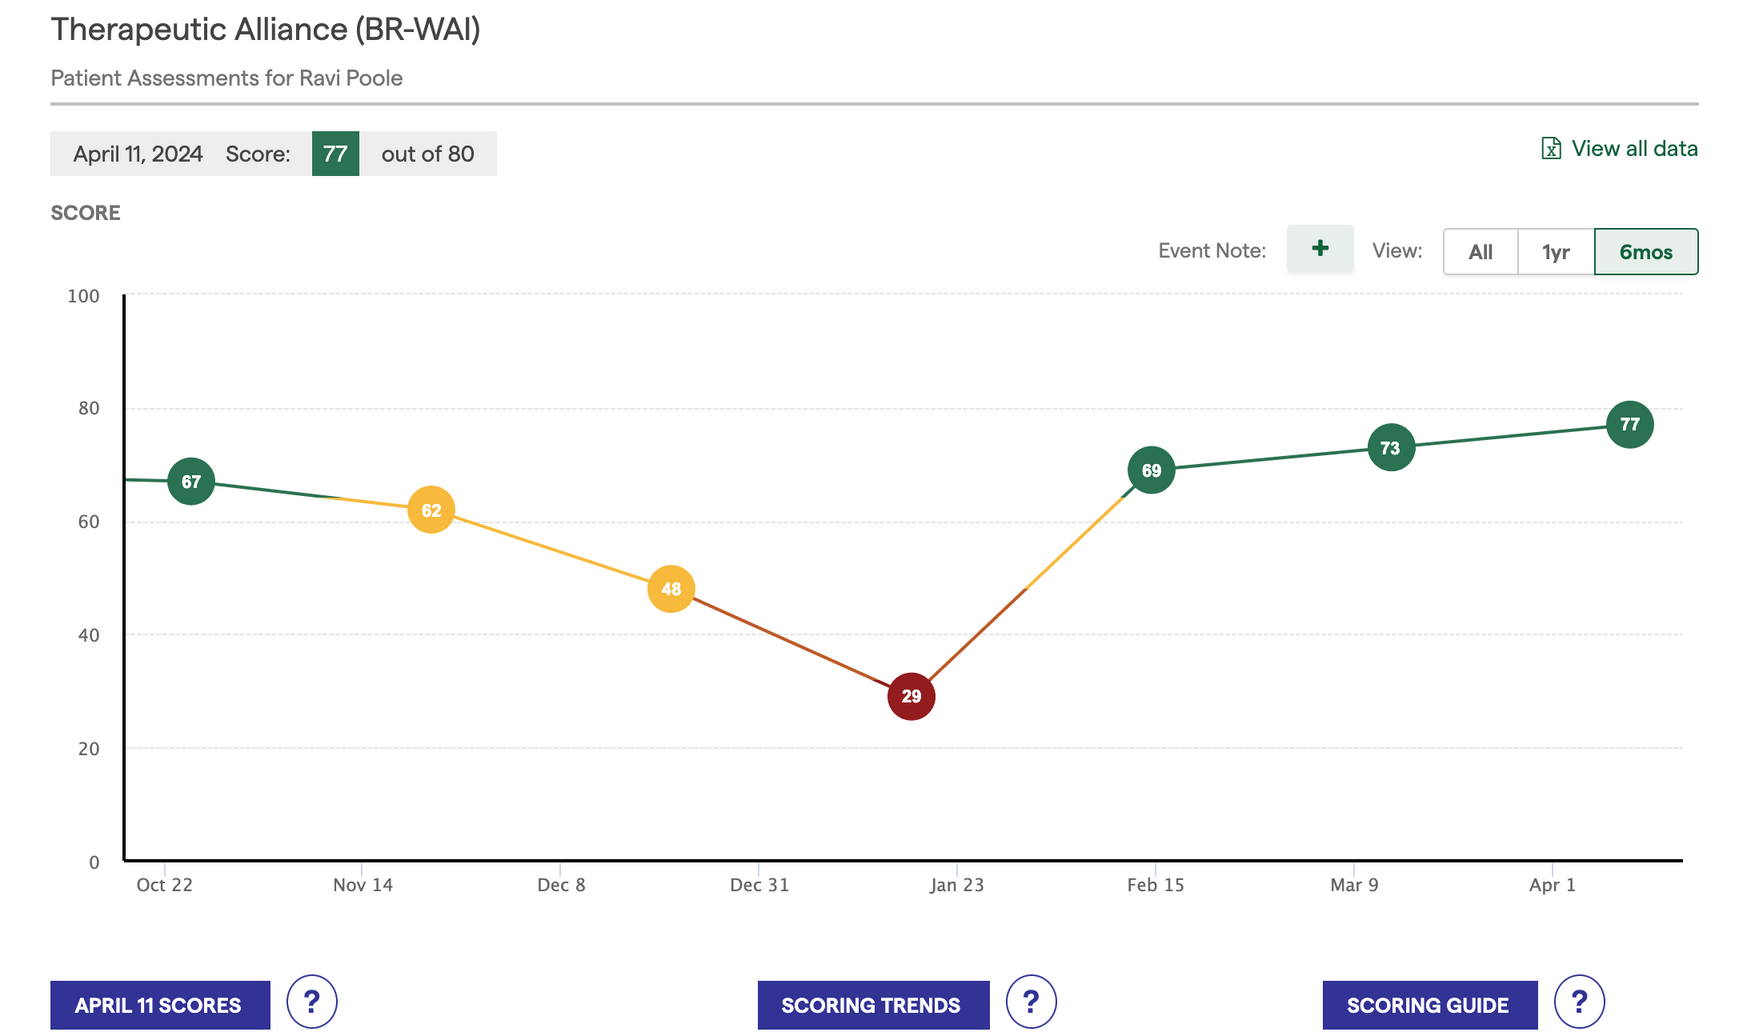 Therapeutic Alliance (BR-WAI)
Patient Assessments for Ravi Poole
April 11, 2024 Score: 77 out of 80
View all data
SCORE
Event Note: + View: All 1yr 6mos
100
80
60
40
20
0
67
62
48
29
69
73
77
Oct 22 Nov 14 Dec 8 Dec 31 Jan 23 Feb 15 Mar 9 Apr 1
APRIL 11 SCORES ? SCORING TRENDS ? SCORING GUIDE ?